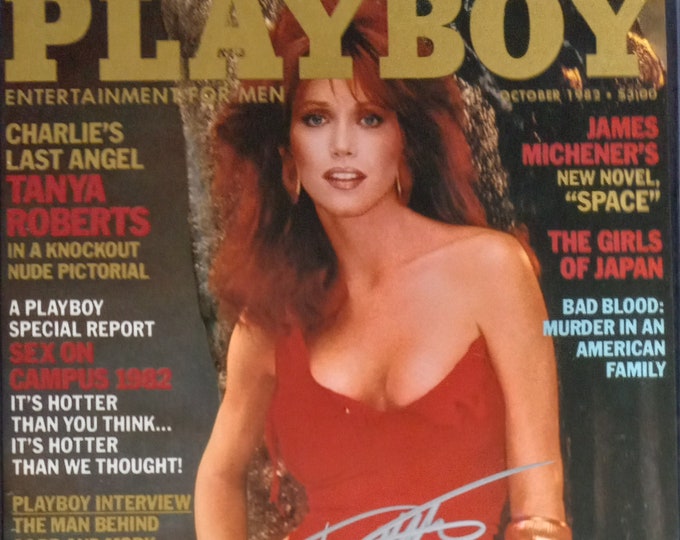 PLAYBOY
ENTERTAINMENT FOR MEN
OCTOBER 1982 • $3.00
CHARLIE'S
LAST ANGEL
TANYA
ROBERTS
IN A KNOCKOUT
NUDE PICTORIAL
A PLAYBOY
SPECIAL REPORT
SEX ON
CAMPUS 1982
IT'S HOTTER
THAN YOU THINK...
IT'S HOTTER
THAN WE THOUGHT!
PLAYBOY INTERVIEW
THE MAN BEHIND
JAMES
MICHENER'S
NEW NOVEL,
“SPACE”
THE GIRLS
OF JAPAN
BAD BLOOD:
MURDER IN AN
AMERICAN
FAMILY